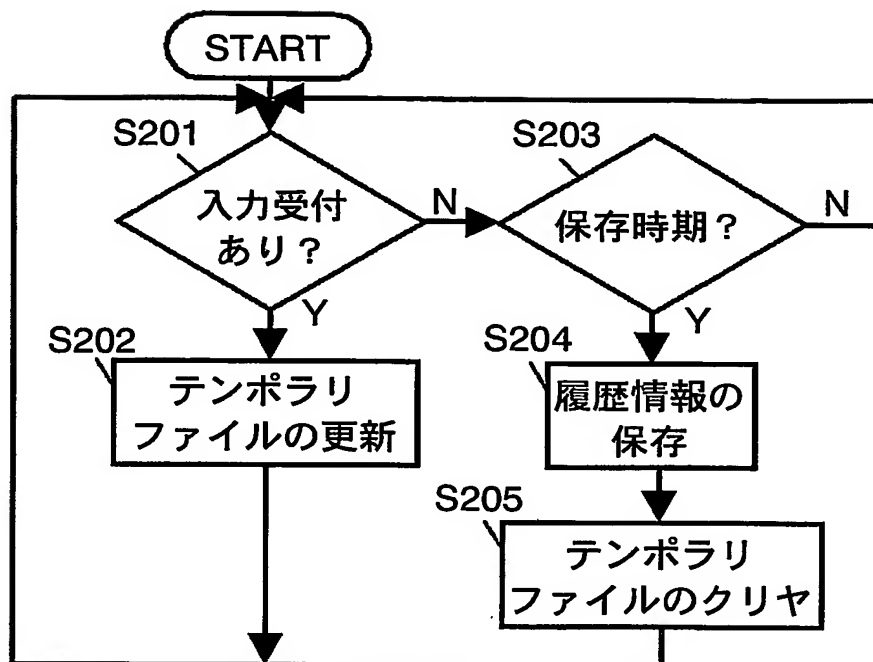 START
S201
入力受付
あり？
N
Y
S203
保存時期？
N
Y
S202
テンポラリ
ファイルの更新
S204
履歴情報の
保存
S205
テンポラリ
ファイルのクリヤ